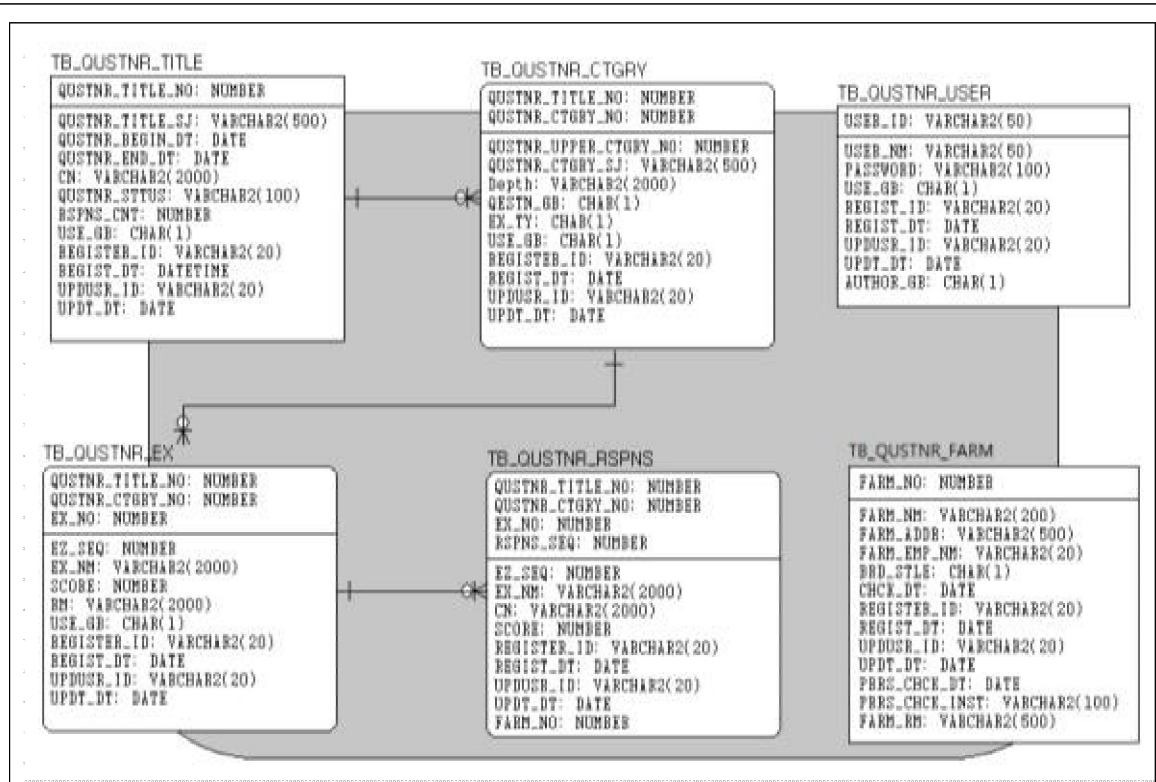 TB_QUSTNR_TITLE
QUSTNR_TITLE_NO: NUMBER
QUSTNR_TITLE_SJ: VARCHAR2(500)
QUSTNR_BEGIN_DT: DATE
QUSTNR_END_DT: DATE
CN: VARCHAR2(2000)
QUSTNR_STTUS: VARCHAR2(100)
RSPNS_CNT: NUMBER
USE_GB: CHAR(1)
REGISTER_ID: VARCHAR2(20)
REGIST_DT: DATETIME
UPDUSR_ID: VARCHAR2(20)
UPDT_DT: DATE
TB_QUSTNR_CTGRY
QUSTNR_TITLE_NO: NUMBER
QUSTNR_CTGRY_NO: NUMBER
QUSTNR_UPPER_CTGRY_NO: NUMBER
QUSTNR_CTGRY_SJ: VARCHAR2(500)
Depth: VARCHAR2(2000)
QESTN_GB: CHAR(1)
EX_TY: CHAR(1)
USE_GB: CHAR(1)
REGISTER_ID: VARCHAR2(20)
REGIST_DT: DATE
UPDUSR_ID: VARCHAR2(20)
UPDT_DT: DATE
TB_QUSTNR_USER
USER_ID: VARCHAR2(50)
USER_NM: VARCHAR2(50)
PASSWORD: VARCHAR2(100)
USE_GB: CHAR(1)
REGIST_ID: VARCHAR2(20)
REGIST_DT: DATE
UPDUSR_ID: VARCHAR2(20)
UPDT_DT: DATE
AUTHOR_GB: CHAR(1)
TB_QUSTNR_EX
QUSTNR_TITLE_NO: NUMBER
QUSTNR_CTGRY_NO: NUMBER
EX_NO: NUMBER
EZ_SEQ: NUMBER
EX_NM: VARCHAR2(2000)
SCORE: NUMBER
RM: VARCHAR2(2000)
USE_GB: CHAR(1)
REGISTER_ID: VARCHAR2(20)
REGIST_DT: DATE
UPDUSR_ID: VARCHAR2(20)
UPDT_DT: DATE
TB_QUSTNR_RSPNS
QUSTNR_TITLE_NO: NUMBER
QUSTNR_CTGRY_NO: NUMBER
EX_NO: NUMBER
RSPNS_SEQ: NUMBER
EZ_SEQ: NUMBER
EX_NM: VARCHAR2(2000)
CN: VARCHAR2(2000)
SCORE: NUMBER
REGISTER_ID: VARCHAR2(20)
REGIST_DT: DATE
UPDUSR_ID: VARCHAR2(20)
UPDT_DT: DATE
FARM_NO: NUMBER
TB_QUSTNR_FARM
FARM_NO: NUMBER
FARM_NM: VARCHAR2(200)
FARM_ADDR: VARCHAR2(500)
FARM_EMP_NM: VARCHAR2(20)
BRD_STLE: CHAR(1)
CHCK_DT: DATE
REGISTER_ID: VARCHAR2(20)
REGIST_DT: DATE
UPDUSR_ID: VARCHAR2(20)
UPDT_DT: DATE
PRRS_CHCK_DT: DATE
PRRS_CHCK_INST: VARCHAR2(100)
FARM_RM: VARCHAR2(500)